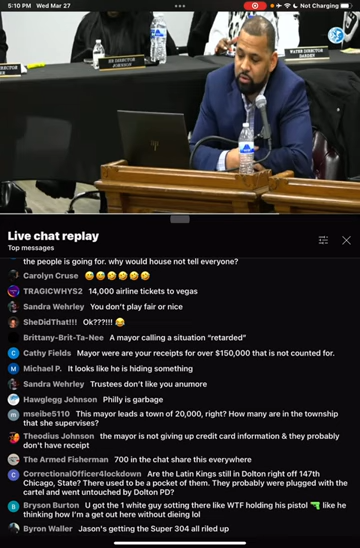 5:10 PM Wed Mar 27
Not Charging
HR DIRECTOR
JOHNSON
WATER DIRECTOR
Live chat replay
Top messages
the people is going for. why would house not tell everyone?
Carolyn Cruse 😅😅🤣🤣🤣🤣
TRAGICWHYS2 14,000 airline tickets to vegas
Sandra Wehrley You don't play fair or nice
SheDidThat!!! Ok???!!! 😂
Brittany-Brit-Ta-Nee A mayor calling a situation "retarded"
Cathy Fields Mayor were are your receipts for over $150,000 that is not counted for.
Michael P. It looks like he is hiding something
Sandra Wehrley Trustees don't like you anumore
Hawglegg Johnson Philly is garbage
mseibe5110 This mayor leads a town of 20,000, right? How many are in the township
that she supervises?
Theodius Johnson the mayor is not giving up credit card information & they probably
don't have receipt
The Armed Fisherman 700 in the chat share this everywhere
CorrectionalOfficer4lockdown Are the Latin Kings still in Dolton right off 147th
Chicago, State? There used to be a pocket of them. They probably were plugged with the
cartel and went untouched by Dolton PD?
Bryson Burton U got the 1 white guy sotting there like WTF holding his pistol 🔫 like he
thinking how I'm a get out here without dieing lol
Byron Waller Jason's getting the Super 304 all riled up